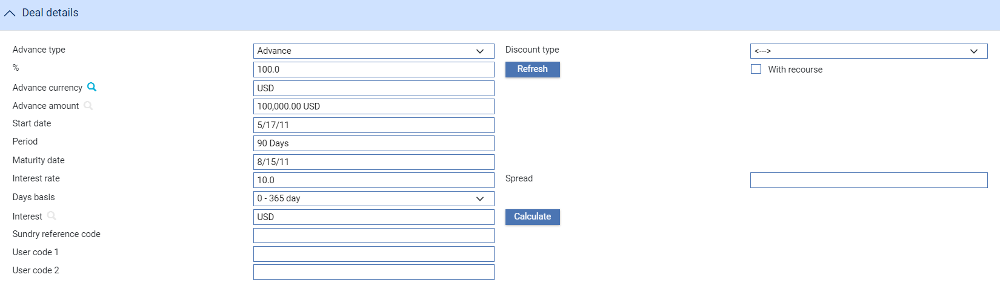 Deal details
Advance type Advance Discount type <--->
% 100.0 Refresh With recourse
Advance currency USD
Advance amount 100,000.00 USD
Start date 5/17/11
Period 90 Days
Maturity date 8/15/11
Interest rate 10.0 Spread
Days basis 0 - 365 day
Interest USD Calculate
Sundry reference code
User code 1
User code 2